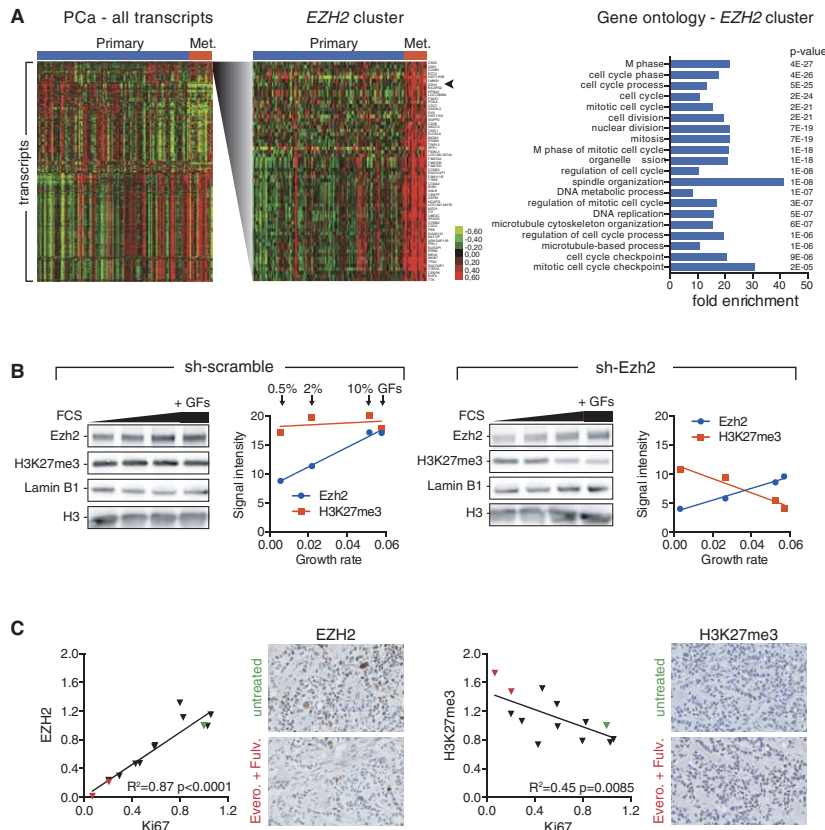 A
PCa - all transcripts
EZH2 cluster
Gene ontology - EZH2 cluster
Primary
Met.
Primary
Met.
p-value
transcripts
M phase 4E-27
cell cycle phase 4E-26
cell cycle process 5E-25
cell cycle 2E-24
mitotic cell cycle 2E-21
cell division 2E-21
nuclear division 7E-19
mitosis 7E-19
M phase of mitotic cell cycle 1E-18
organelle ssion 1E-18
regulation of cell cycle 1E-08
spindle organization 1E-08
DNA metabolic process 1E-07
regulation of mitotic cell cycle 3E-07
DNA replication 5E-07
microtubule cytoskeleton organization 6E-07
regulation of cell cycle process 1E-06
microtubule-based process 1E-06
cell cycle checkpoint 9E-06
mitotic cell cycle checkpoint 2E-05
-0,60
-0,40
-0,20
0,00
0,20
0,40
0,60
0 10 20 30 40 50
fold enrichment
B
sh-scramble
sh-Ezh2
+ GFs
FCS
Ezh2
H3K27me3
Lamin B1
H3
0.5% 2% 10% GFs
Signal intensity
20
15
10
5
0
Ezh2
H3K27me3
0.00 0.02 0.04 0.06
Growth rate
+ GFs
FCS
Ezh2
H3K27me3
Lamin B1
H3
Ezh2
H3K27me3
Signal intensity
20
15
10
5
0
0.00 0.02 0.04 0.06
Growth rate
C
EZH2
2.0
1.6
1.2
0.8
0.4
0.0
R²=0.87 p<0.0001
0.0 0.4 0.8 1.2
Ki67
EZH2
untreated
Evero. + Fulv.
H3K27me3
2.0
1.6
1.2
0.8
0.4
0.0
R²=0.45 p=0.0085
0.0 0.4 0.8 1.2
Ki67
H3K27me3
untreated
Evero. + Fulv.